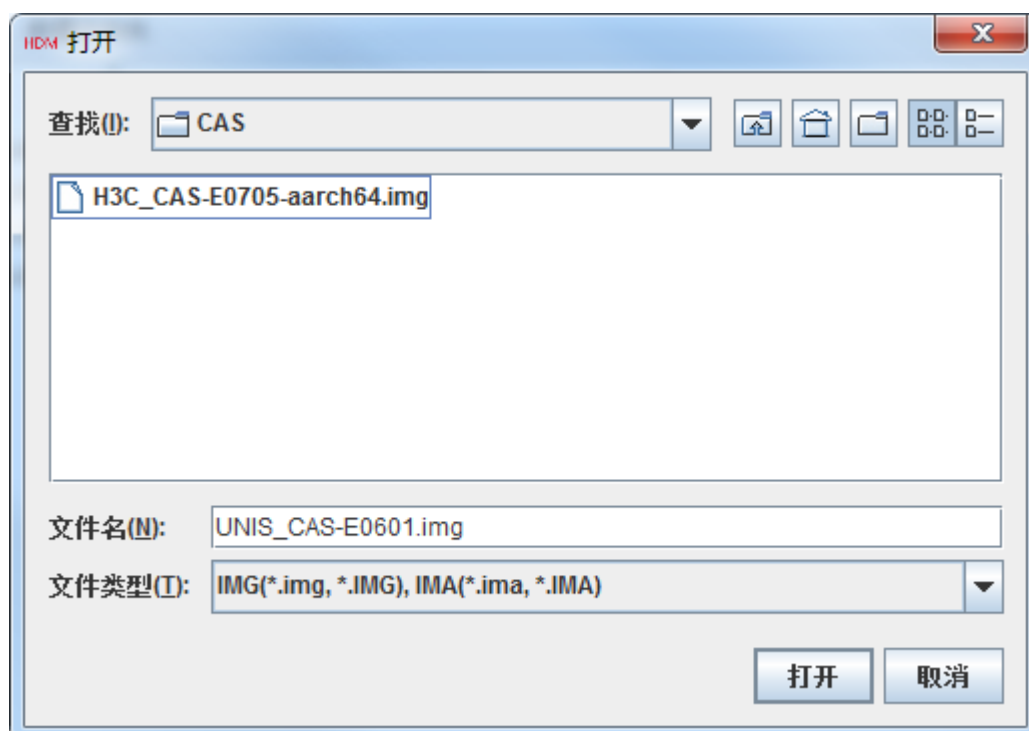 HDM 打开
查找(I): CAS
H3C_CAS-E0705-aarch64.img
文件名(N): UNIS_CAS-E0601.img
文件类型(T): IMG(*.img, *.IMG), IMA(*.ima, *.IMA)
打开 取消